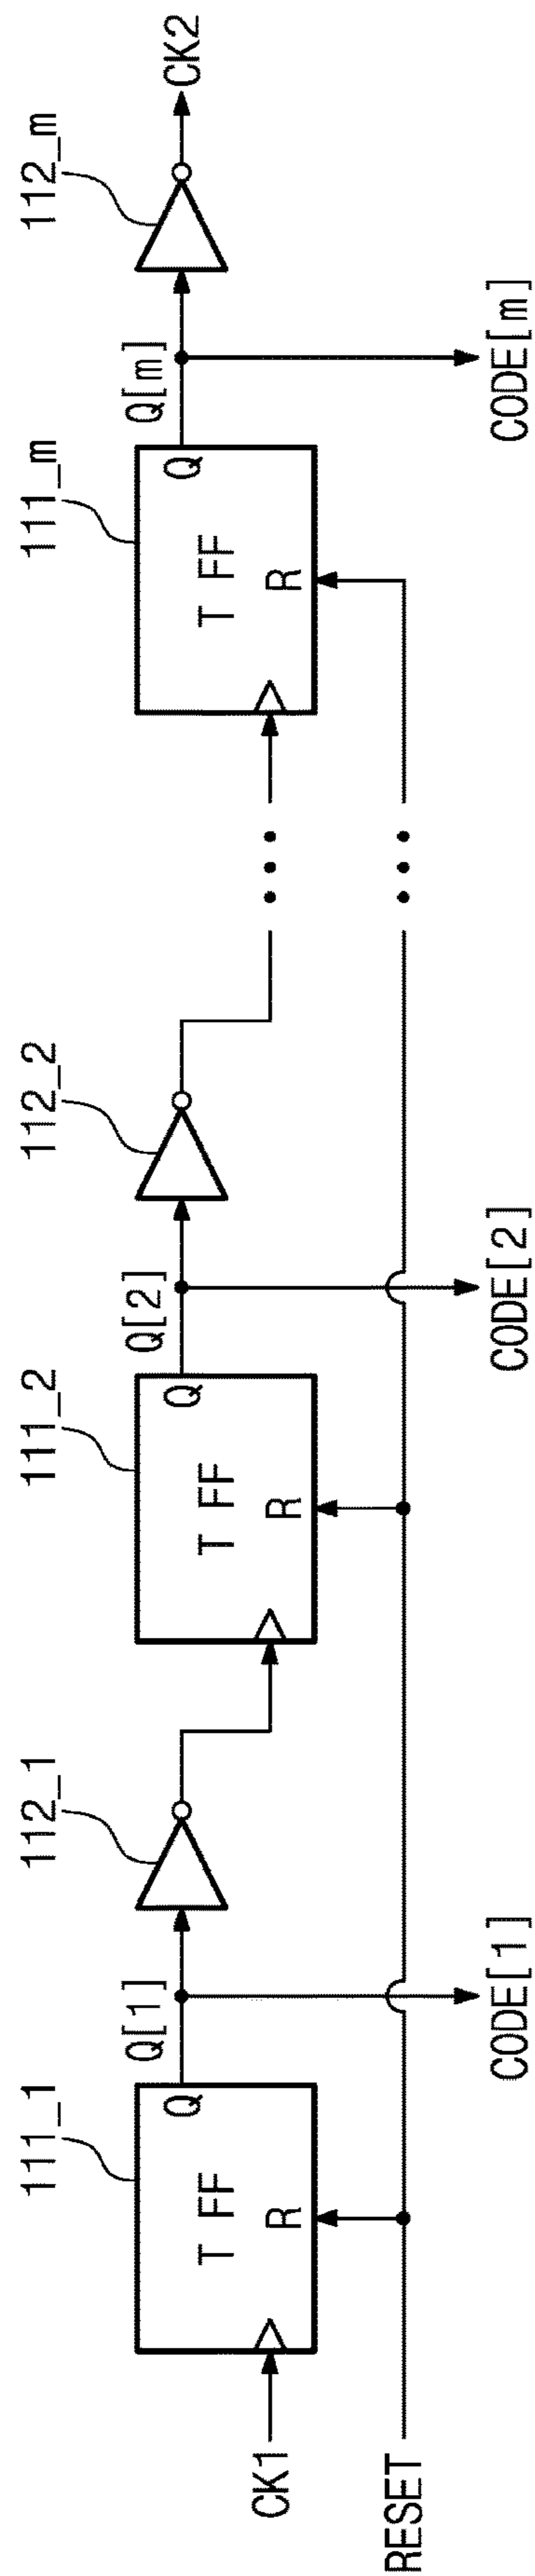 111_1
112_1
111_2
112_2
111_m
112_m
Q[1]
Q[2]
Q[m]
CK2
Q
Q
Q
T FF
T FF
T FF
CK1
R
R
R
RESET
CODE[1]
CODE[2]
CODE[m]